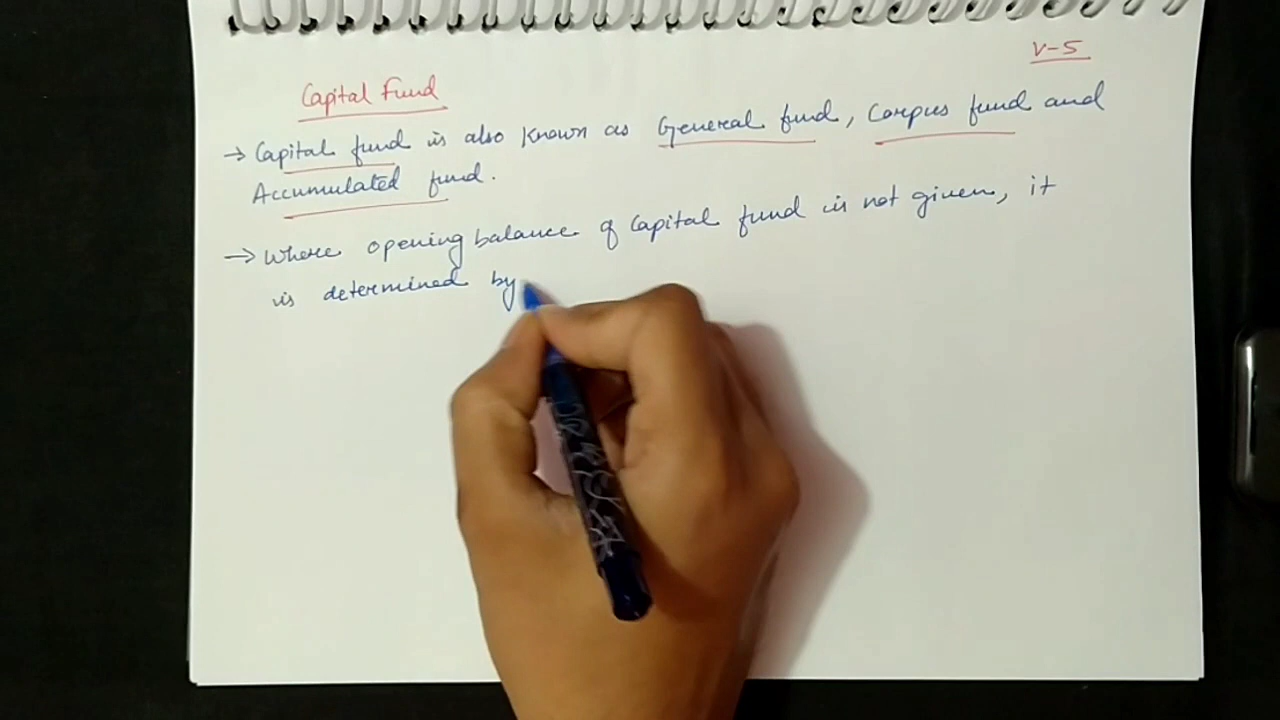 V-5
Capital Fund
→ Capital fund is also known as General fund, Corpus fund and
Accumulated fund.
→ Where opening balance of Capital fund is not given, it
is determined by